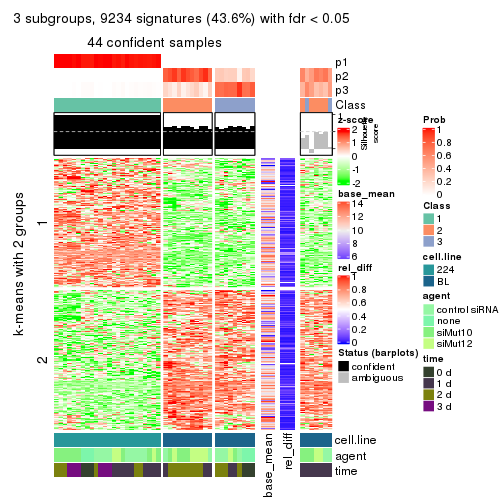 3 subgroups, 9234 signatures (43.6%) with fdr < 0.05
44 confident samples
p1
p2
p3
Class
1
Silhouette score
k-means with 2 groups
1
2
z-score
2
1
0
-1
-2
base_mean
14
12
10
8
6
rel_diff
1
0.8
0.6
0.4
0.2
0
Status (barplots)
confident
ambiguous
Prob
1
0.8
0.6
0.4
0.2
0
Class
1
2
3
cell.line
224
BL
agent
control siRNA
none
siMut10
siMut12
time
0 d
1 d
2 d
3 d
cell.line
agent
time
base_mean
rel_diff